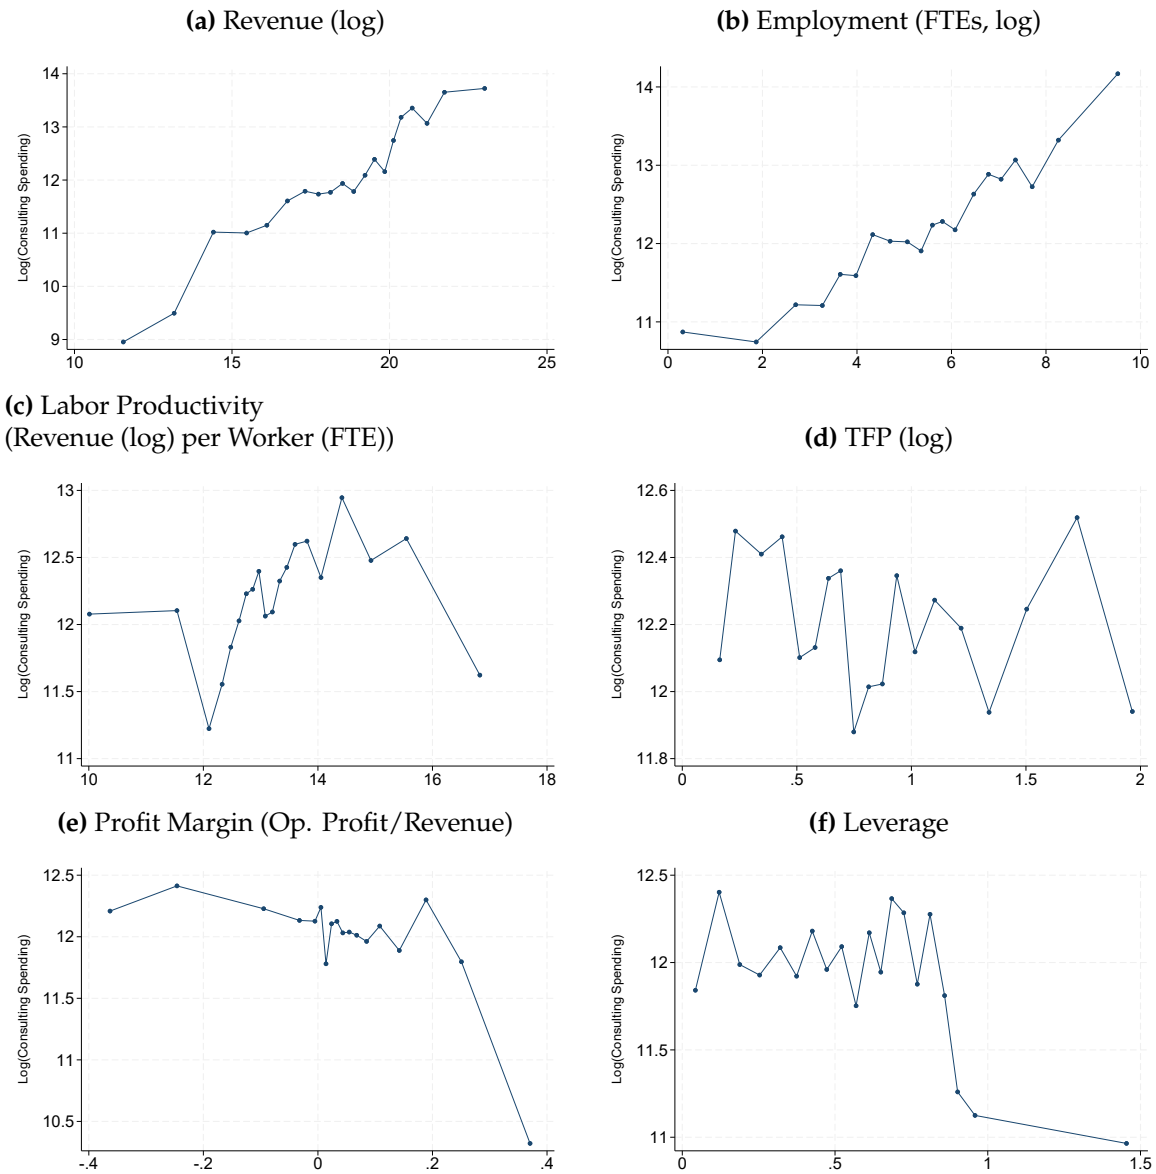 (a) Revenue (log)
Log(Consulting Spending)
14
13
12
11
10
9
10 15 20 25
(b) Employment (FTEs, log)
Log(Consulting Spending)
14
13
12
11
0 2 4 6 8 10
(c) Labor Productivity
(Revenue (log) per Worker (FTE))
Log(Consulting Spending)
13
12.5
12
11.5
11
10 12 14 16 18
(d) TFP (log)
Log(Consulting Spending)
12.6
12.4
12.2
12
11.8
0 .5 1 1.5 2
(e) Profit Margin (Op. Profit/Revenue)
Log(Consulting Spending)
12.5
12
11.5
11
10.5
-.4 -.2 0 .2 .4
(f) Leverage
Log(Consulting Spending)
12.5
12
11.5
11
0 .5 1 1.5